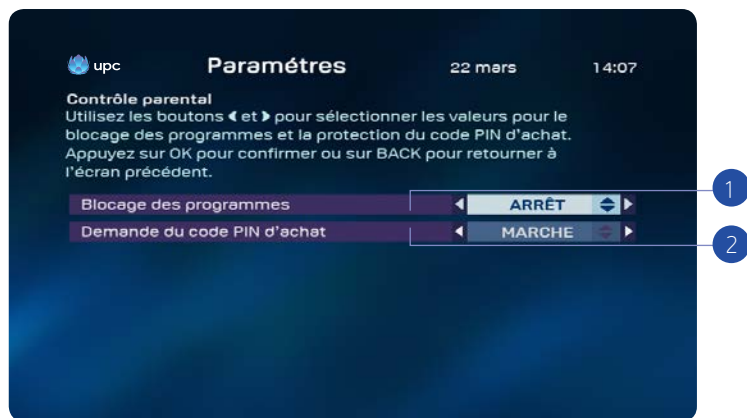 upc Paramétres 22 mars 14:07
Contrôle parental
Utilisez les boutons et pour sélectionner les valeurs pour le
blocage des programmes et la protection du code PIN d'achat.
Appuyez sur OK pour confirmer ou sur BACK pour retourner à
l'écran précédent.
Blocage des programmes ARRÊT 1
Demande du code PIN d'achat MARCHE 2